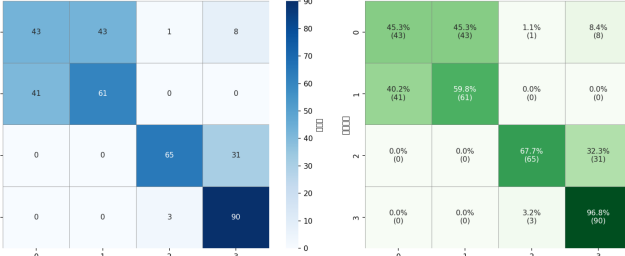 43 43 1 8
41 61 0 0
0 0 65 31
0 0 3 90
90
80
70
60
50
40
30
20
10
0
0 45.3% 45.3% 1.1% 8.4%
(43) (43) (1) (8)
1 40.2% 59.8% 0.0% 0.0%
(41) (61) (0) (0)
2 0.0% 0.0% 67.7% 32.3%
(0) (0) (65) (31)
3 0.0% 0.0% 3.2% 96.8%
(0) (0) (3) (90)